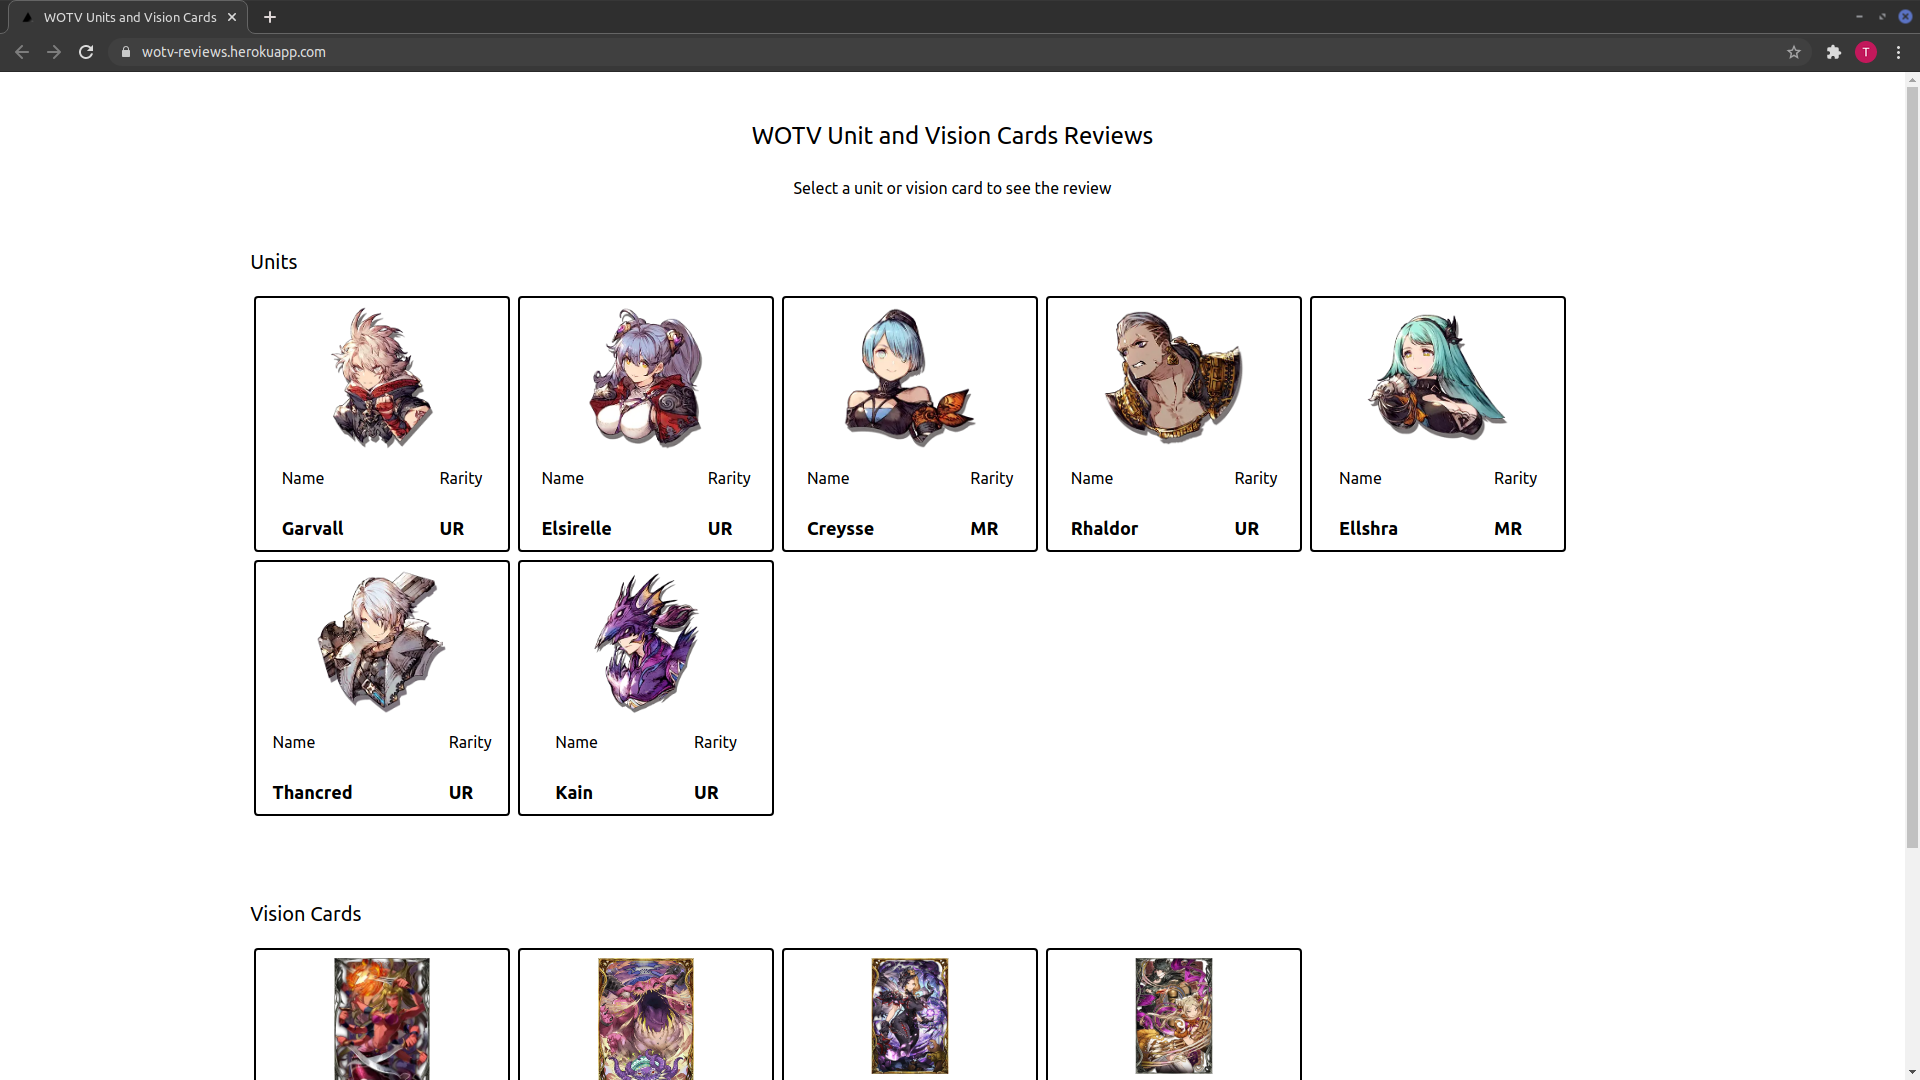 WOTV Units and Vision Cards
wotv-reviews.herokuapp.com
T
WOTV Unit and Vision Cards Reviews
Select a unit or vision card to see the review
Units
Name Rarity Name Rarity Name Rarity Name Rarity Name Rarity
Garvall UR Elsirelle UR Creysse MR Rhaldor UR Ellshra MR
Name Rarity Name Rarity
Thancred UR Kain UR
Vision Cards